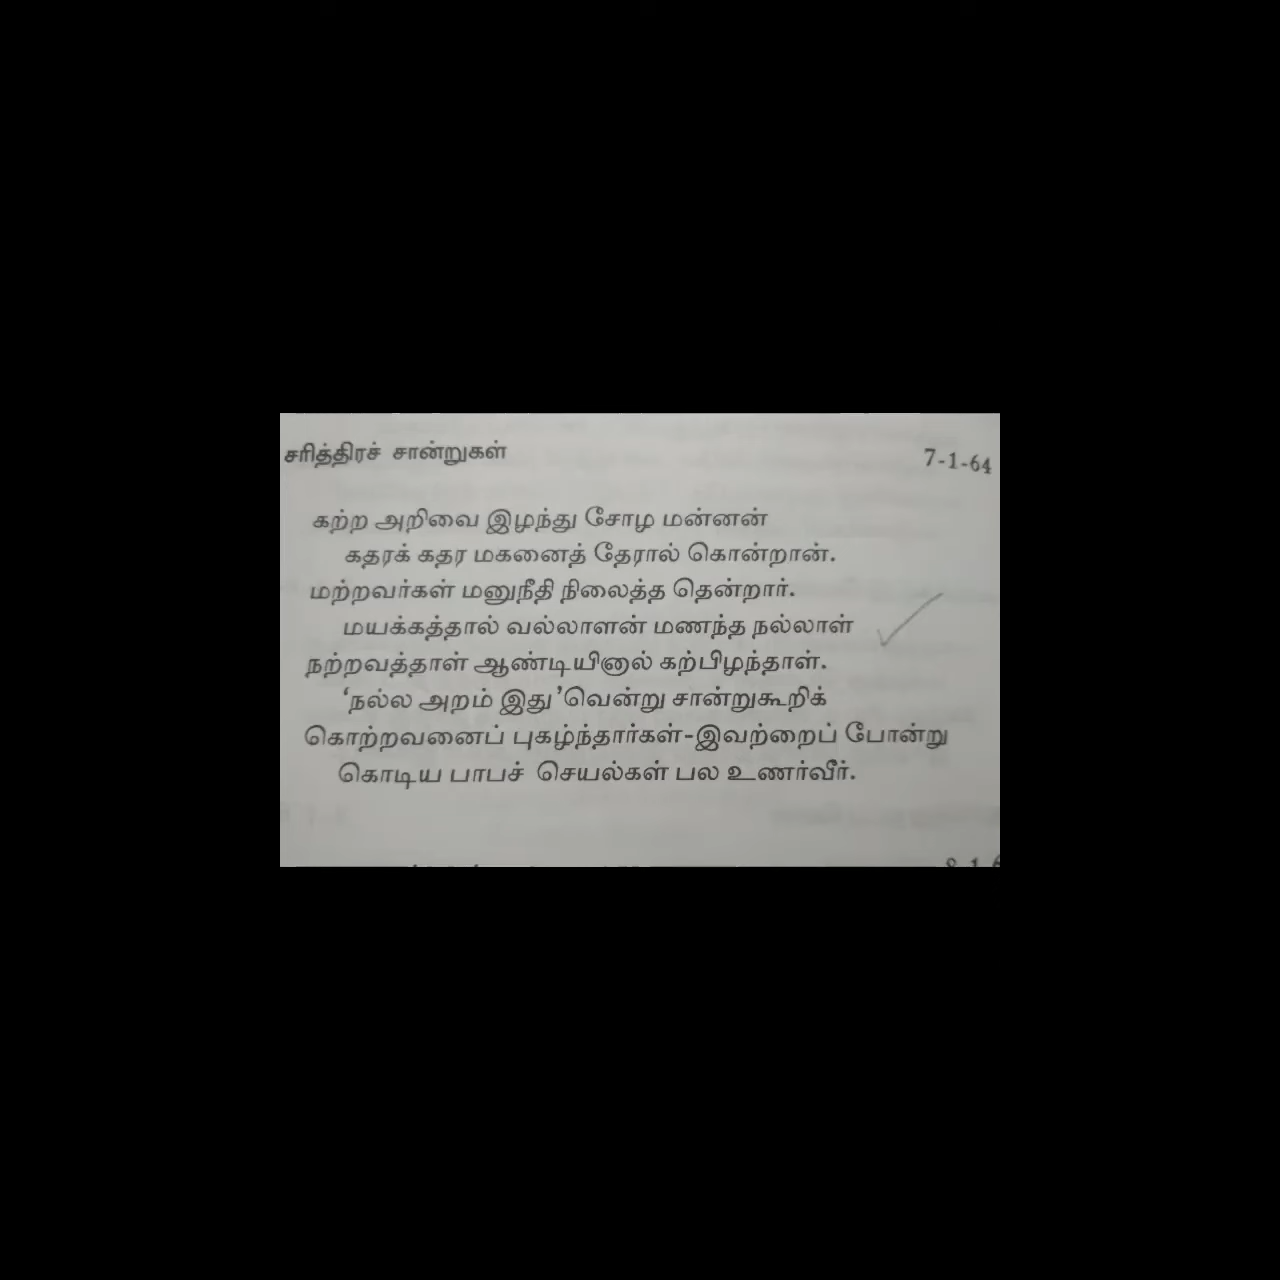 சரித்திரச் சான்றுகள் 7-1-64
கற்ற அறிவை இழந்து சோழ மன்னன்
கதரக் கதர மகனைத் தேரால் கொன்றான்.
மற்றவர்கள் மனுநீதி நிலைத்த தென்றார்.
மயக்கத்தால் வல்லாளன் மணந்த நல்லாள்
நற்றவத்தாள் ஆண்டியினால் கற்பிழந்தாள்.
‘நல்ல அறம் இது’வென்று சான்றுகூறிக்
கொற்றவனைப் புகழ்ந்தார்கள்-இவற்றைப் போன்று
கொடிய பாபச் செயல்கள் பல உணர்வீர்.